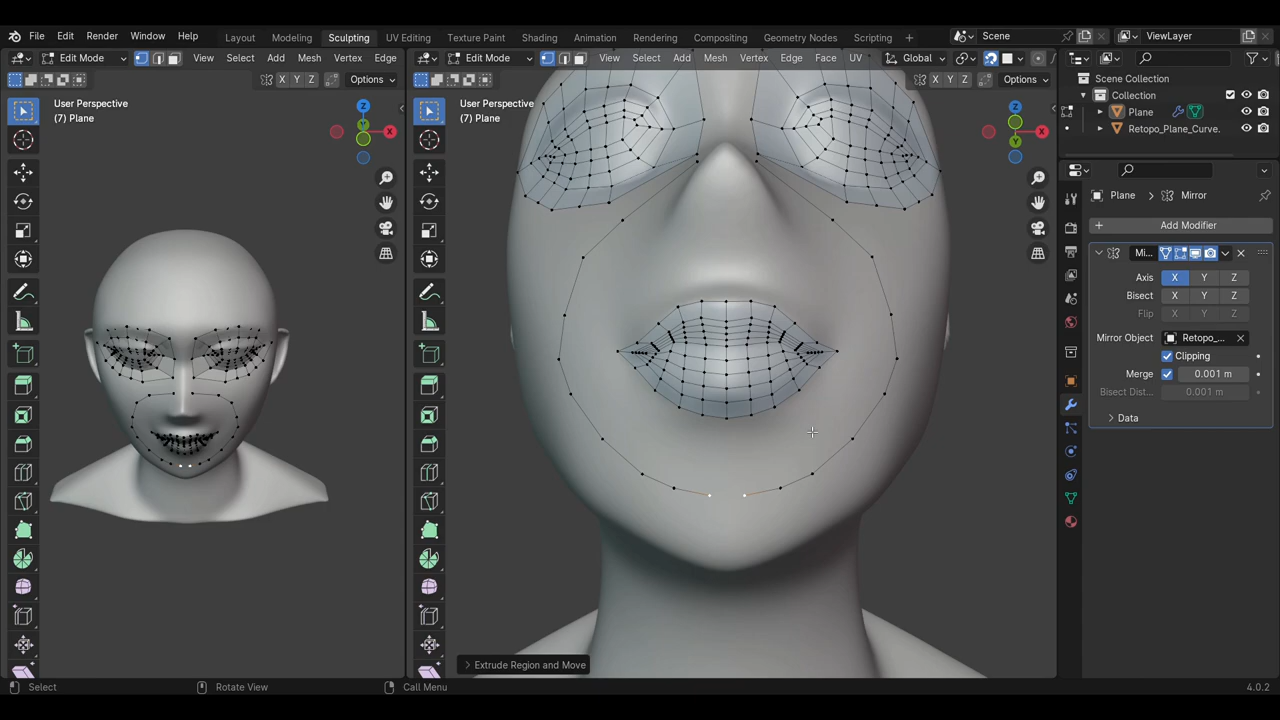 File Edit Render Window Help Layout Modeling Sculpting UV Editing Texture Paint Shading Animation Rendering Compositing Geometry Nodes Scripting Scene ViewLayer
Edit Mode View Select Add Mesh Vertex Edge
Edit Mode View Select Add Mesh Vertex Edge Face UV Global
X Y Z Options
X Y Z Options
Scene Collection
Collection
Plane
Retopo_Plane_Curve.
User Perspective
(7) Plane
Z
Y
X
User Perspective
(7) Plane
Z
X
Y
Plane Mirror
Add Modifier
Mi...
Axis X Y Z
Bisect X Y Z
Flip X Y Z
Mirror Object Retopo_...
Clipping
Merge 0.001 m
Bisect Dist... 0.001 m
Data
Extrude Region and Move
Select Rotate View Call Menu 4.0.2